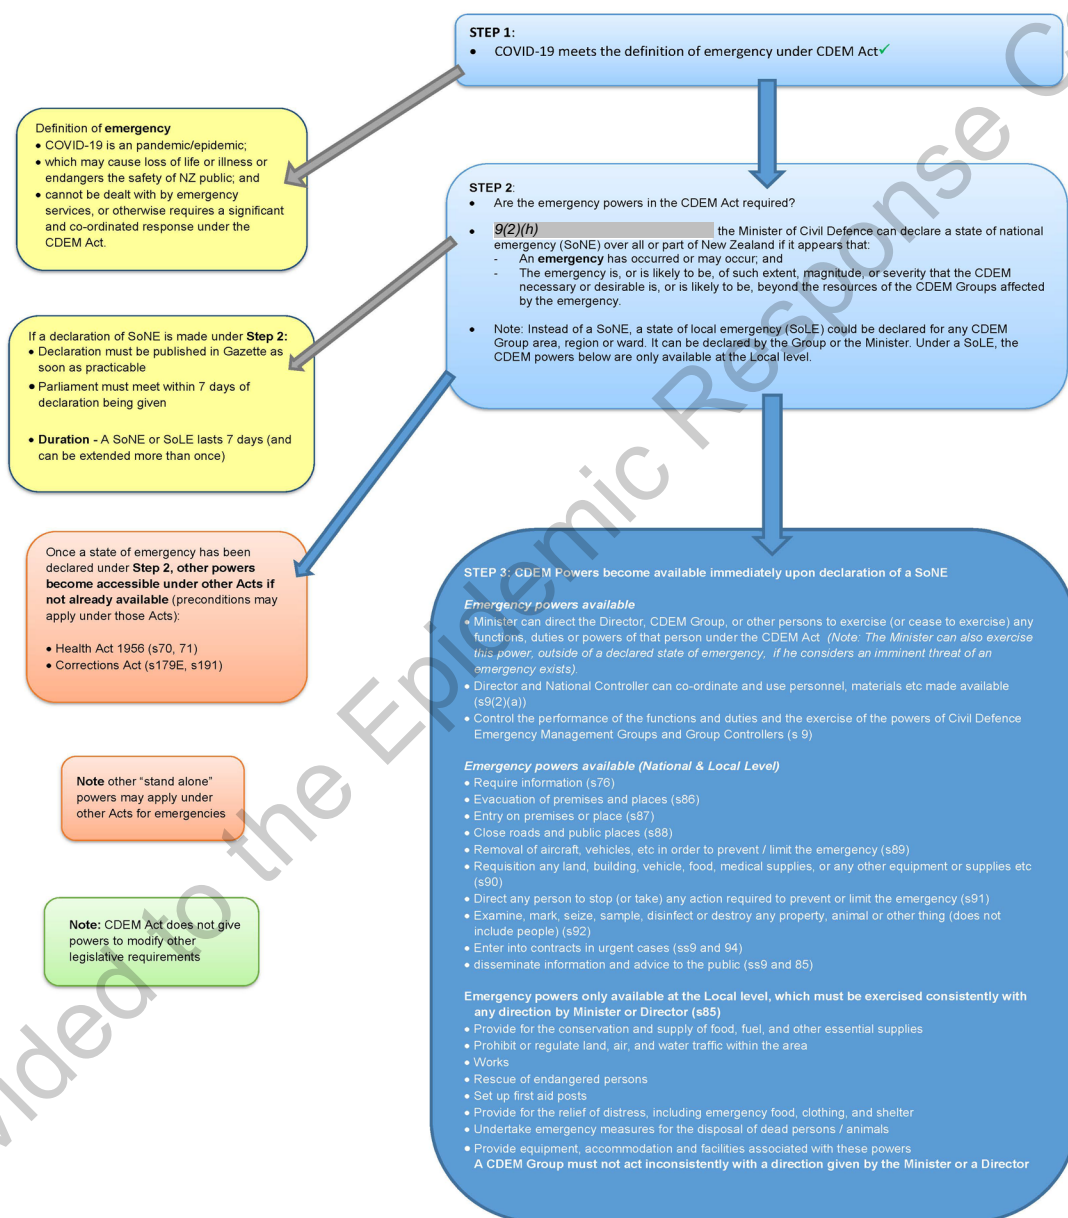 STEP 1:
• COVID-19 meets the definition of emergency under CDEM Act✓
Definition of emergency
• COVID-19 is an pandemic/epidemic;
• which may cause loss of life or illness or
endangers the safety of NZ public; and
• cannot be dealt with by emergency
services, or otherwise requires a significant
and co-ordinated response under the
CDEM Act.
STEP 2:
• Are the emergency powers in the CDEM Act required?
• 9(2)(h) the Minister of Civil Defence can declare a state of national
emergency (SoNE) over all or part of New Zealand if it appears that:
- An emergency has occurred or may occur; and
- The emergency is, or is likely to be, of such extent, magnitude, or severity that the CDEM
necessary or desirable is, or is likely to be, beyond the resources of the CDEM Groups affected
by the emergency.
• Note: Instead of a SoNE, a state of local emergency (SoLE) could be declared for any CDEM
Group area, region or ward. It can be declared by the Group or the Minister. Under a SoLE, the
CDEM powers below are only available at the Local level.
If a declaration of SoNE is made under Step 2:
• Declaration must be published in Gazette as
soon as practicable
• Parliament must meet within 7 days of
declaration being given
• Duration - A SoNE or SoLE lasts 7 days (and
can be extended more than once)
Once a state of emergency has been
declared under Step 2, other powers
become accessible under other Acts if
not already available (preconditions may
apply under those Acts):
• Health Act 1956 (s70, 71)
• Corrections Act (s179E, s191)
Note other "stand alone"
powers may apply under
other Acts for emergencies
Note: CDEM Act does not give
powers to modify other
legislative requirements
STEP 3: CDEM Powers become available immediately upon declaration of a SoNE
Emergency powers available
• Minister can direct the Director, CDEM Group, or other persons to exercise (or cease to exercise) any
functions, duties or powers of that person under the CDEM Act (Note: The Minister can also exercise
this power, outside of a declared state of emergency, if he considers an imminent threat of an
emergency exists).
• Director and National Controller can co-ordinate and use personnel, materials etc made available
(s9(2)(a))
• Control the performance of the functions and duties and the exercise of the powers of Civil Defence
Emergency Management Groups and Group Controllers (s 9)
Emergency powers available (National & Local Level)
• Require information (s76)
• Evacuation of premises and places (s86)
• Entry on premises or place (s87)
• Close roads and public places (s88)
• Removal of aircraft, vehicles, etc in order to prevent / limit the emergency (s89)
• Requisition any land, building, vehicle, food, medical supplies, or any other equipment or supplies etc
(s90)
• Direct any person to stop (or take) any action required to prevent or limit the emergency (s91)
• Examine, mark, seize, sample, disinfect or destroy any property, animal or other thing (does not
include people) (s92)
• Enter into contracts in urgent cases (ss9 and 94)
• disseminate information and advice to the public (ss9 and 85)
Emergency powers only available at the Local level, which must be exercised consistently with
any direction by Minister or Director (s85)
• Provide for the conservation and supply of food, fuel, and other essential supplies
• Prohibit or regulate land, air, and water traffic within the area
• Works
• Rescue of endangered persons
• Set up first aid posts
• Provide for the relief of distress, including emergency food, clothing, and shelter
• Undertake emergency measures for the disposal of dead persons / animals
• Provide equipment, accommodation and facilities associated with these powers
A CDEM Group must not act inconsistently with a direction given by the Minister or a Director
to the Epidemic Response